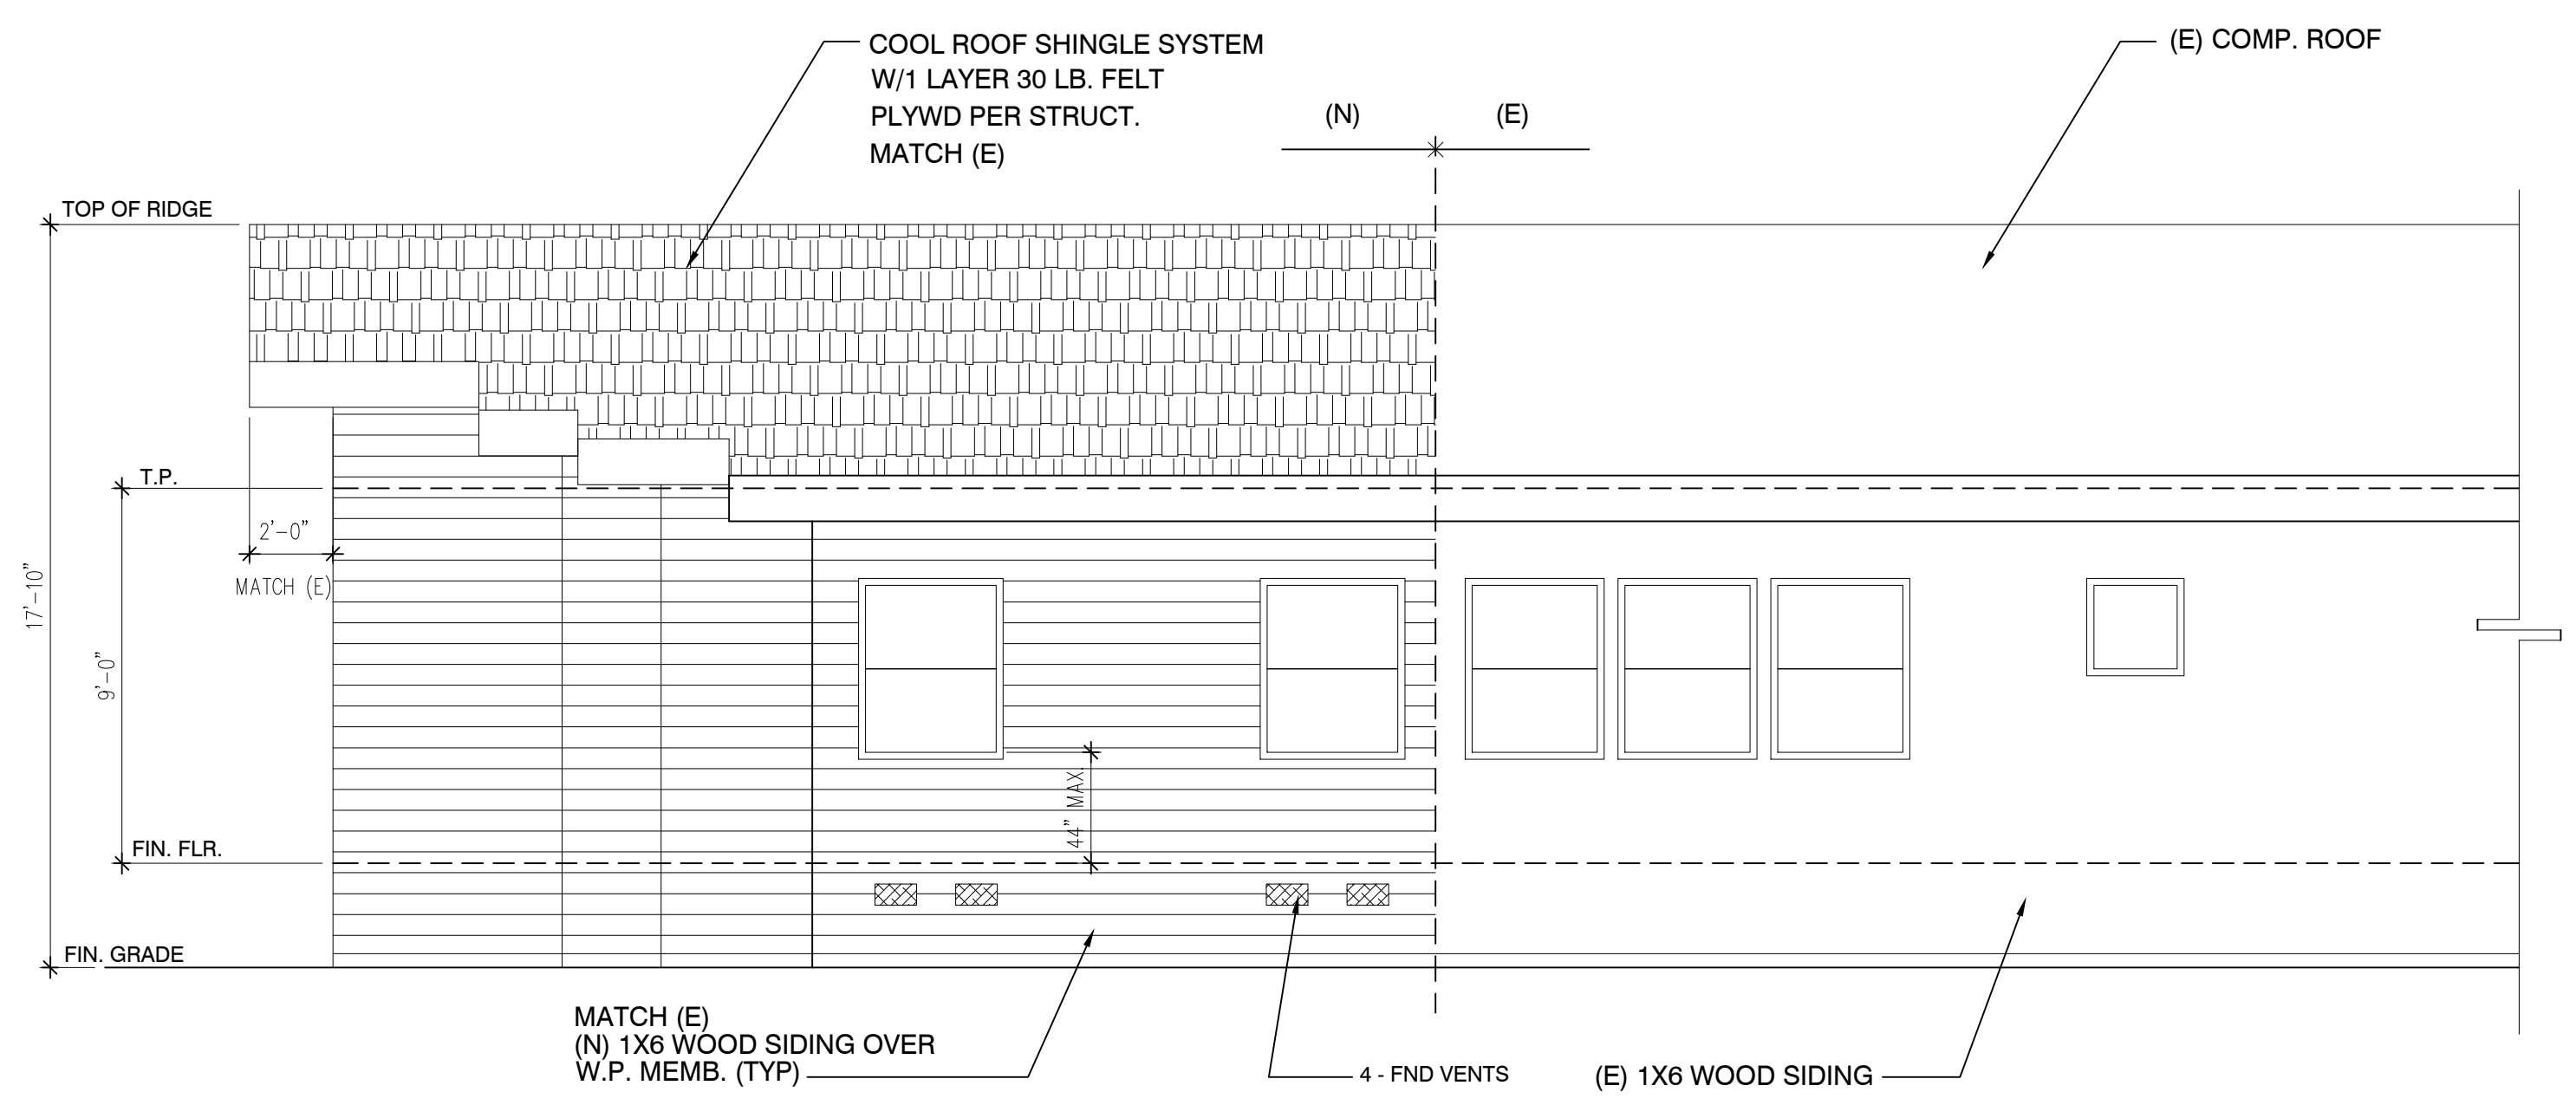 COOL ROOF SHINGLE SYSTEM
W/1 LAYER 30 LB. FELT
PLYWD PER STRUCT.
MATCH (E)
(E) COMP. ROOF
(N)
(E)
TOP OF RIDGE
T.P.
2'-0"
MATCH (E)
17'-10"
9'-0"
44" MAX.
FIN. FLR.
FIN. GRADE
MATCH (E)
(N) 1X6 WOOD SIDING OVER
W.P. MEMB. (TYP)
4 - FND VENTS
(E) 1X6 WOOD SIDING